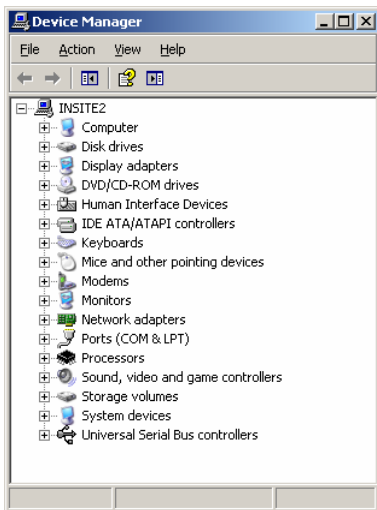 Device Manager
File Action View Help
INSITE2
Computer
Disk drives
Display adapters
DVD/CD-ROM drives
Human Interface Devices
IDE ATA/ATAPI controllers
Keyboards
Mice and other pointing devices
Modems
Monitors
Network adapters
Ports (COM & LPT)
Processors
Sound, video and game controllers
Storage volumes
System devices
Universal Serial Bus controllers